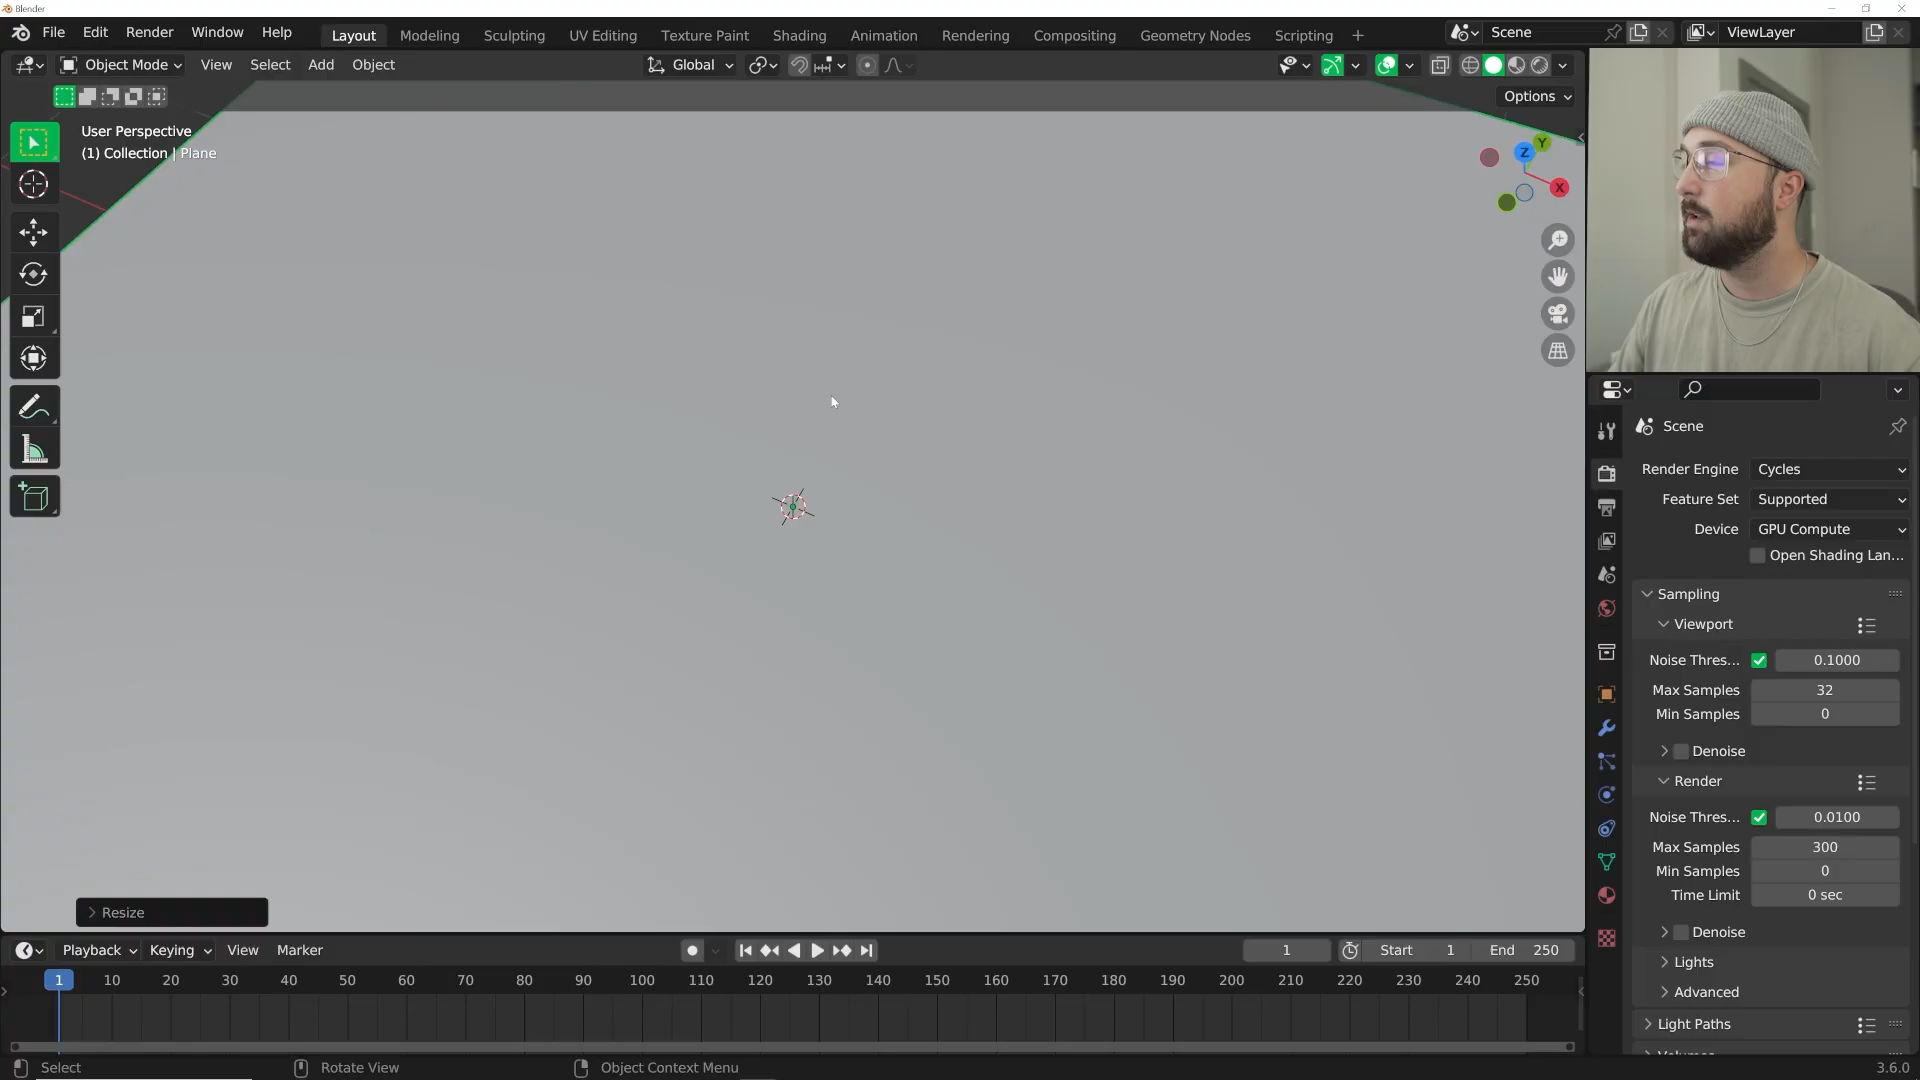 Blender
File Edit Render Window Help Layout Modeling Sculpting UV Editing Texture Paint Shading Animation Rendering Compositing Geometry Nodes Scripting + Scene ViewLayer
Object Mode View Select Add Object Global
Options
User Perspective
(1) Collection | Plane
Y
Z
X
Scene
Render Engine Cycles
Feature Set Supported
Device GPU Compute
Open Shading Lan...
Sampling
Viewport
Noise Thres... 0.1000
Max Samples 32
Min Samples 0
Denoise
Render
Noise Thres... 0.0100
Max Samples 300
Min Samples 0
Time Limit 0 sec
Denoise
Lights
Advanced
Light Paths
Resize
Playback Keying View Marker 1 Start 1 End 250
1 10 20 30 40 50 60 70 80 90 100 110 120 130 140 150 160 170 180 190 200 210 220 230 240 250
Select Rotate View Object Context Menu 3.6.0